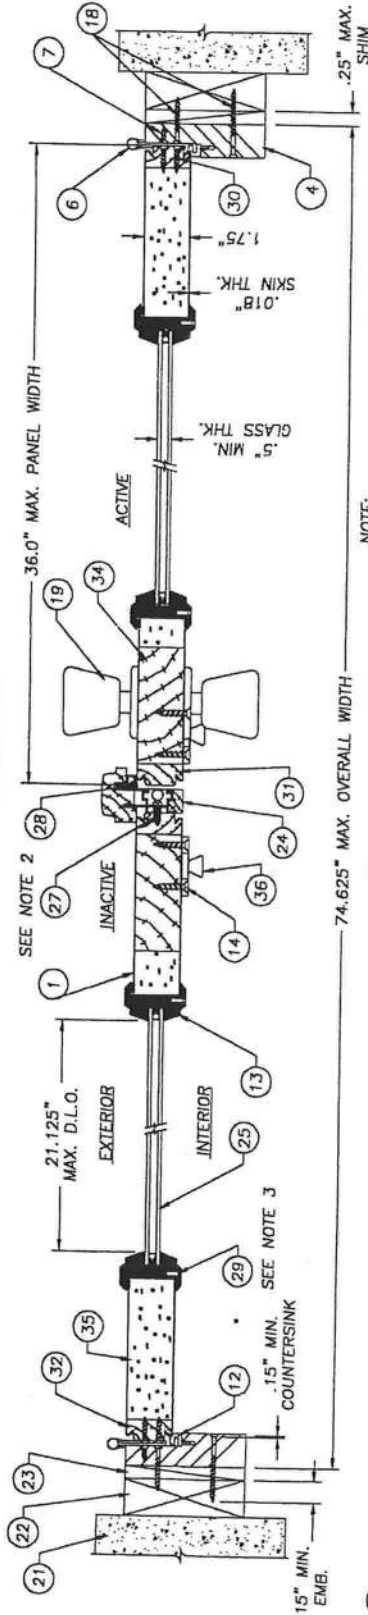 18
7
6
30
4
.25" MAX.
SHIM
36.0" MAX. PANEL WIDTH
1.75"
.018"
SKIN THK.
.5" MIN.
GLASS THK.
ACTIVE
34
19
28
31
SEE NOTE 2
27
24
INACTIVE
36
14
1
13
21.125"
MAX. D.L.O.
EXTERIOR
INTERIOR
25
29
SEE NOTE 3
35
32
12
.15" MIN.
COUNTERSINK
23
22
21
15" MIN.
EMB.
74.625" MAX. OVERALL WIDTH
NOTE: